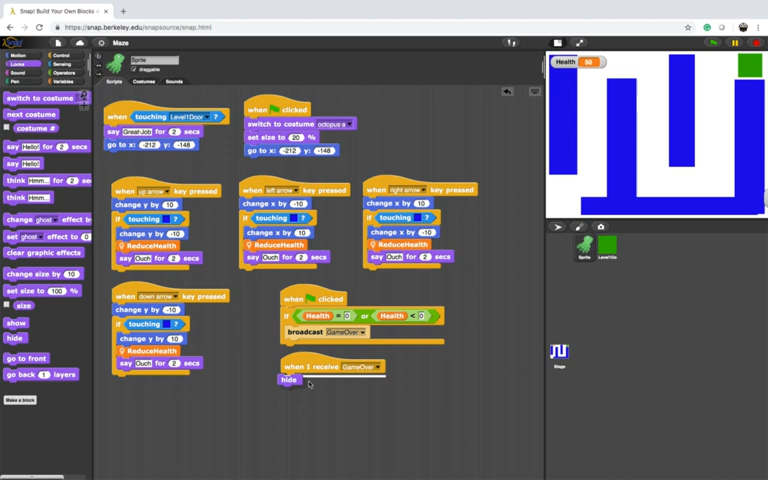 Snap! Build Your Own Blocks
https://snap.berkeley.edu/snapsource/snap.html
Maze
Motion
Control
Looks
Sensing
Sound
Operators
Pen
Variables
Sprite
draggable
Scripts
Costumes
Sounds
switch to costume
next costume
costume #
say Hello! for 2 secs
say Hello!
think Hmm... for 2 sec
think Hmm...
change ghost effect b
set ghost effect to 0
clear graphic effects
change size by 10
set size to 100 %
size
show
hide
go to front
go back 1 layers
Make a block
when touching Level1Door ?
say Great Job for 2 secs
go to x: -212 y: -148
when clicked
switch to costume octopus a
set size to 20 %
go to x: -212 y: -148
when up arrow key pressed
change y by 10
if touching ?
change y by -10
ReduceHealth
say Ouch for 2 secs
when left arrow key pressed
change x by -10
if touching ?
change x by 10
ReduceHealth
say Ouch for 2 secs
when right arrow key pressed
change x by 10
if touching ?
change x by -10
ReduceHealth
say Ouch for 2 secs
when down arrow key pressed
change y by -10
if touching ?
change y by 10
ReduceHealth
say Ouch for 2 secs
when clicked
if Health = 0 or Health < 0
broadcast GameOver
when I receive GameOver
hide
Health 50
Sprite
Level1Do
Stage